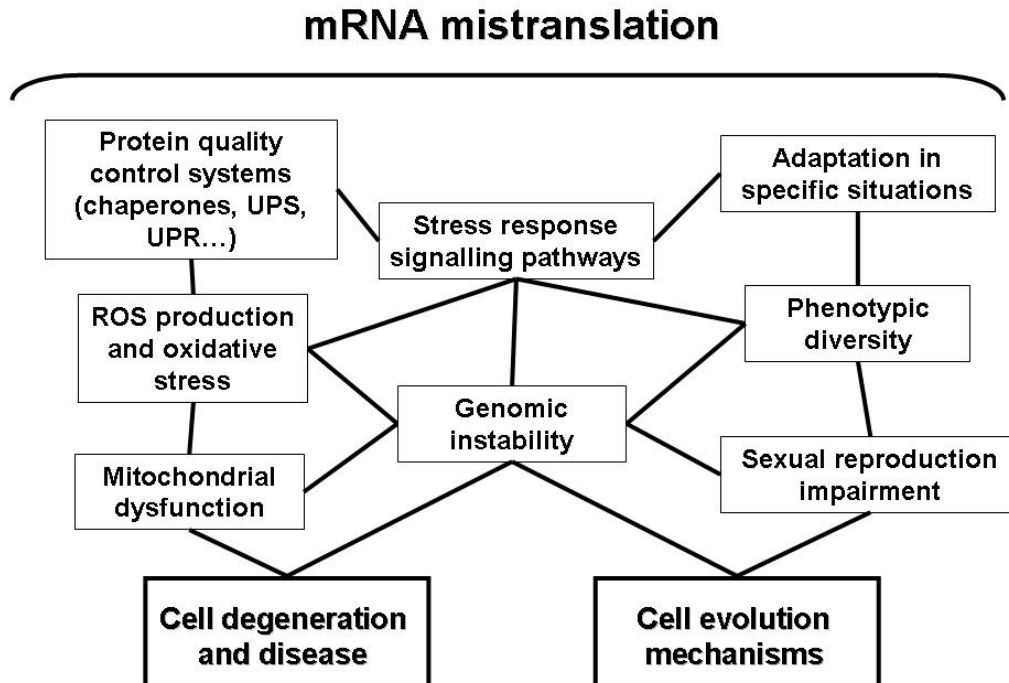 mRNA mistranslation
Protein quality
control systems
(chaperones, UPS,
UPR…)
Adaptation in
specific situations
Stress response
signalling pathways
ROS production
and oxidative
stress
Phenotypic
diversity
Genomic
instability
Mitochondrial
dysfunction
Sexual reproduction
impairment
Cell degeneration
and disease
Cell evolution
mechanisms